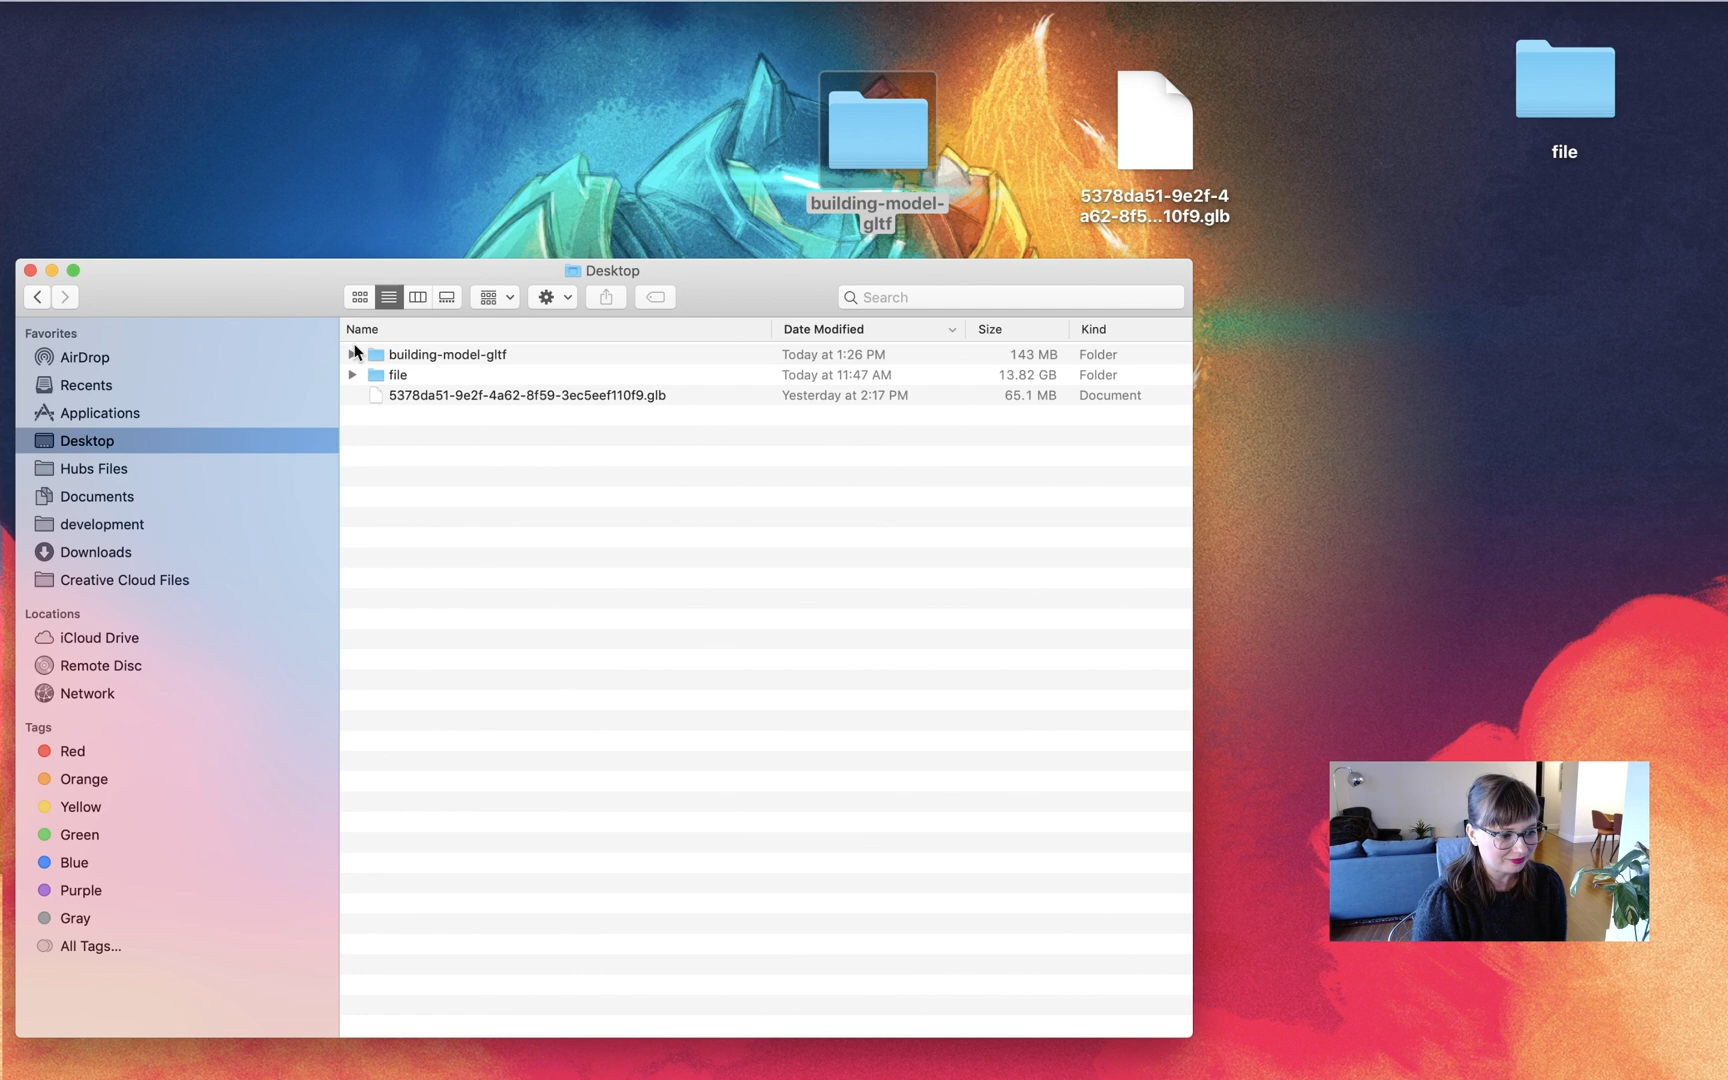 building-model-
gltf
5378da51-9e2f-4
a62-8f5...10f9.glb
file
Desktop
Search
Favorites
AirDrop
Recents
Applications
Desktop
Hubs Files
Documents
development
Downloads
Creative Cloud Files
Locations
iCloud Drive
Remote Disc
Network
Tags
Red
Orange
Yellow
Green
Blue
Purple
Gray
All Tags...
Name Date Modified Size Kind
building-model-gltf Today at 1:26 PM 143 MB Folder
file Today at 11:47 AM 13.82 GB Folder
5378da51-9e2f-4a62-8f59-3ec5eef110f9.glb Yesterday at 2:17 PM 65.1 MB Document